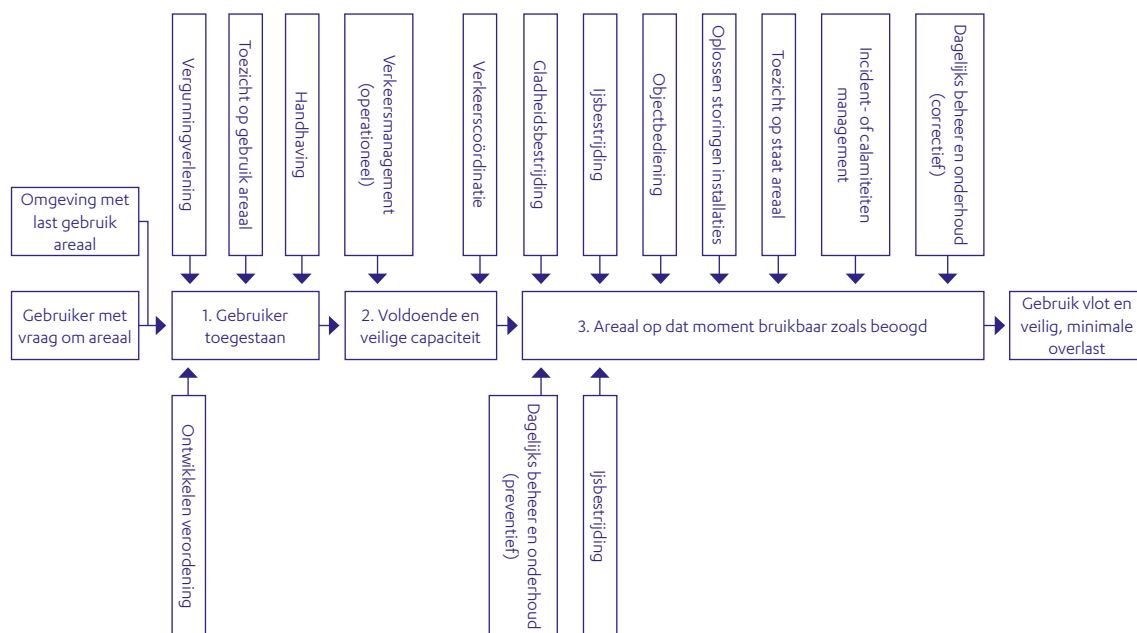 Vergunningverlening
Toezicht op gebruik areaal
Handhaving
Verkeersmanagement
(operationeel)
Verkeerscoördinatie
Gladheidsbestrijding
Ijsbestrijding
Objectbediening
Oplossen storingen installaties
Toezicht op staat areaal
Incident- of calamiteiten
management
Dagelijks beheer en onderhoud
(correctief)
Omgeving met
last gebruik
areaal
Gebruiker met
vraag om areaal
1. Gebruiker
toegestaan
2. Voldoende en
veilige capaciteit
3. Areaal op dat moment bruikbaar zoals beoogd
Gebruik vlot en
veilig, minimale
overlast
Ontwikkelen verordening
Dagelijks beheer en onderhoud
(preventief)
Ijsbestrijding